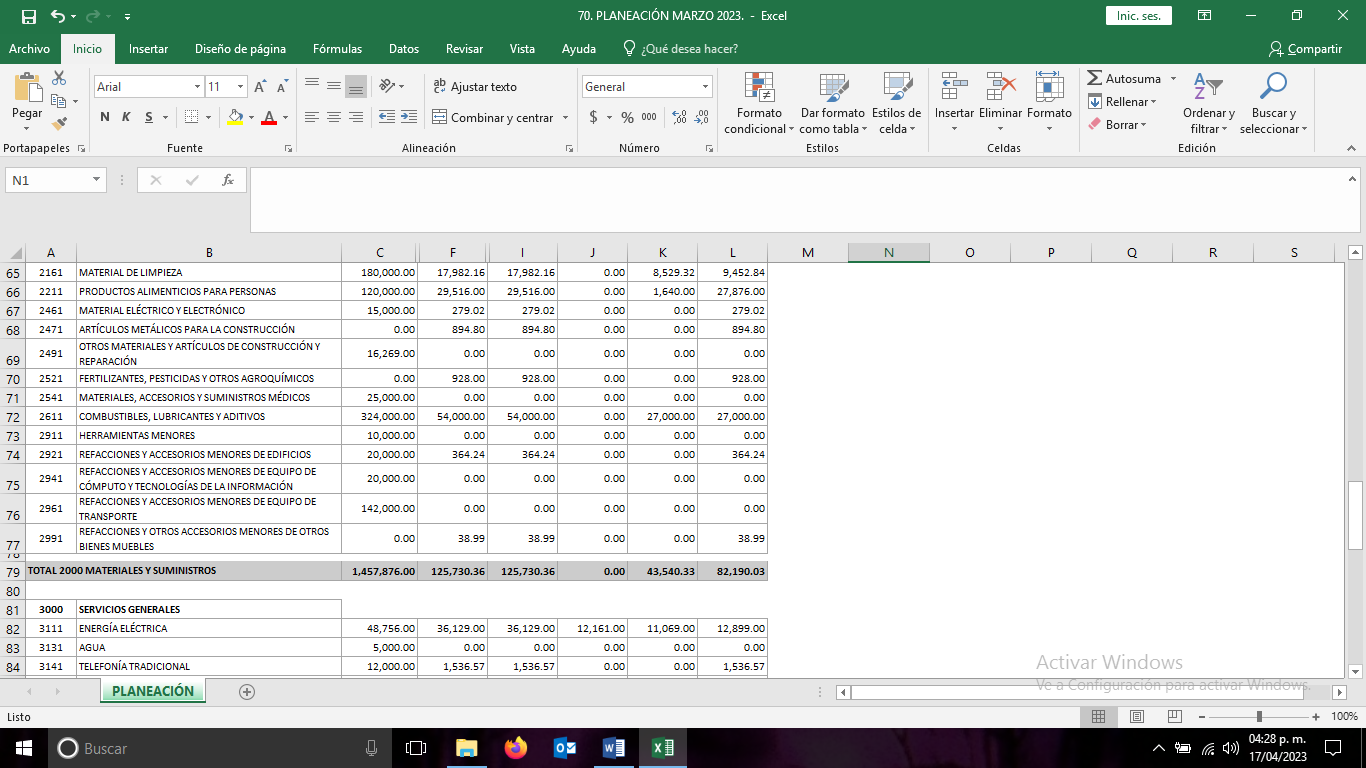 70. PLANEACIÓN MARZO 2023. - Excel
Inic. ses.
Archivo Inicio Insertar Diseño de página Fórmulas Datos Revisar Vista Ayuda ¿Qué desea hacer? Compartir
Pegar
Portapapeles
Arial 11
N K S
Fuente
Ajustar texto
Combinar y centrar
Alineación
General
$ % 000
Número
Formato condicional
Dar formato como tabla
Estilos de celda
Estilos
Insertar Eliminar Formato
Celdas
Autosuma
Rellenar
Borrar
Ordenar y filtrar
Buscar y seleccionar
Edición
N1 fx
A B C F I J K L M N O P Q R S
65 2161 MATERIAL DE LIMPIEZA 180,000.00 17,982.16 17,982.16 0.00 8,529.32 9,452.84
66 2211 PRODUCTOS ALIMENTICIOS PARA PERSONAS 120,000.00 29,516.00 29,516.00 0.00 1,640.00 27,876.00
67 2461 MATERIAL ELÉCTRICO Y ELECTRÓNICO 15,000.00 279.02 279.02 0.00 0.00 279.02
68 2471 ARTÍCULOS METÁLICOS PARA LA CONSTRUCCIÓN 0.00 894.80 894.80 0.00 0.00 894.80
69 2491 OTROS MATERIALES Y ARTÍCULOS DE CONSTRUCCIÓN Y
REPARACIÓN 16,269.00 0.00 0.00 0.00 0.00 0.00
70 2521 FERTILIZANTES, PESTICIDAS Y OTROS AGROQUÍMICOS 0.00 928.00 928.00 0.00 0.00 928.00
71 2541 MATERIALES, ACCESORIOS Y SUMINISTROS MÉDICOS 25,000.00 0.00 0.00 0.00 0.00 0.00
72 2611 COMBUSTIBLES, LUBRICANTES Y ADITIVOS 324,000.00 54,000.00 54,000.00 0.00 27,000.00 27,000.00
73 2911 HERRAMIENTAS MENORES 10,000.00 0.00 0.00 0.00 0.00 0.00
74 2921 REFACCIONES Y ACCESORIOS MENORES DE EDIFICIOS 20,000.00 364.24 364.24 0.00 0.00 364.24
75 2941 REFACCIONES Y ACCESORIOS MENORES DE EQUIPO DE
CÓMPUTO Y TECNOLOGÍAS DE LA INFORMACIÓN 20,000.00 0.00 0.00 0.00 0.00 0.00
76 2961 REFACCIONES Y ACCESORIOS MENORES DE EQUIPO DE
TRANSPORTE 142,000.00 0.00 0.00 0.00 0.00 0.00
77 2991 REFACCIONES Y OTROS ACCESORIOS MENORES DE OTROS
BIENES MUEBLES 0.00 38.99 38.99 0.00 0.00 38.99
78
79 TOTAL 2000 MATERIALES Y SUMINISTROS 1,457,876.00 125,730.36 125,730.36 0.00 43,540.33 82,190.03
80
81 3000 SERVICIOS GENERALES
82 3111 ENERGÍA ELÉCTRICA 48,756.00 36,129.00 36,129.00 12,161.00 11,069.00 12,899.00
83 3131 AGUA 5,000.00 0.00 0.00 0.00 0.00 0.00
84 3141 TELEFONÍA TRADICIONAL 12,000.00 1,536.57 1,536.57 0.00 0.00 1,536.57
Activar Windows
Ve a Configuración para activar Windows.
PLANEACIÓN
Listo 100%
Buscar
04:28 p. m.
17/04/2023